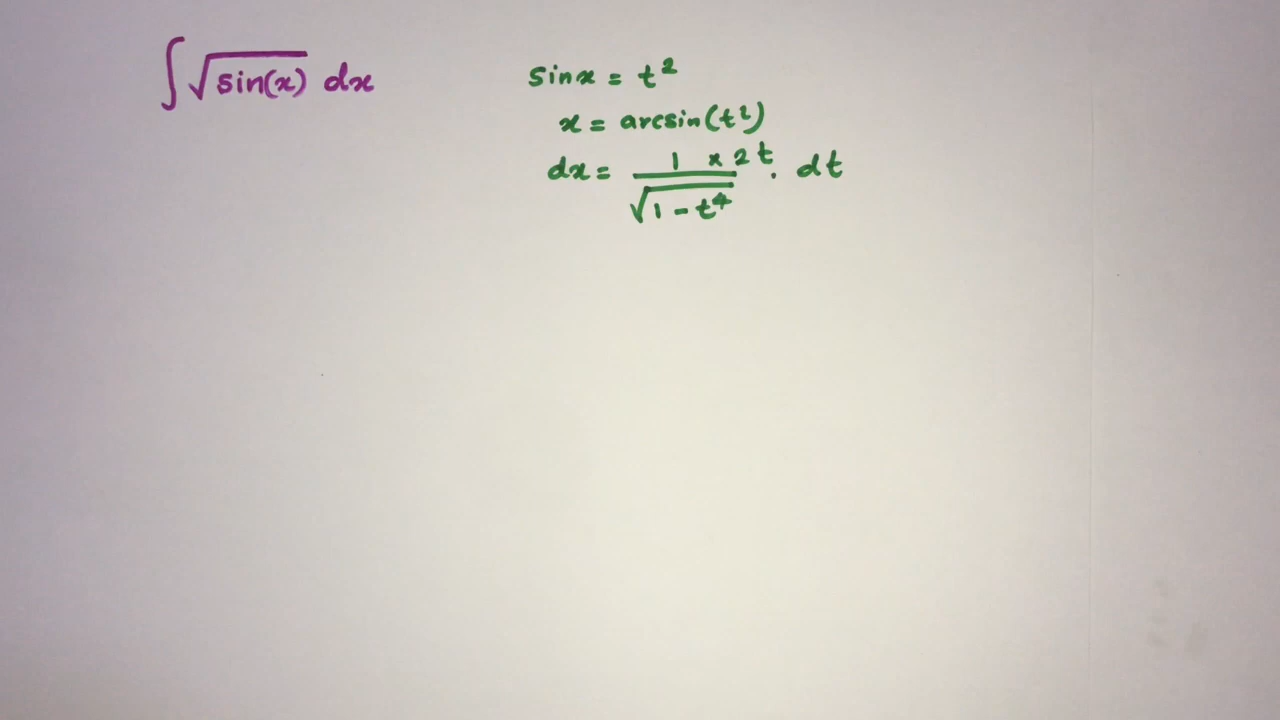 ∫√sin(x) dx
sinx = t²
x = arcsin(t²)
dx = 1 × 2t / √1 - t⁴ . dt